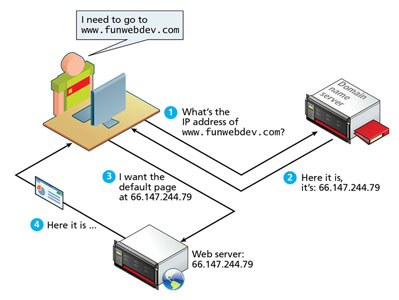 I need to go to
www.funwebdev.com
1 What's the
IP address of
www.funwebdev.com?
Domain
name
server
2 Here it is,
it's: 66.147.244.79
3 I want the
default page
at 66.147.244.79
4 Here it is ...
Web server:
66.147.244.79